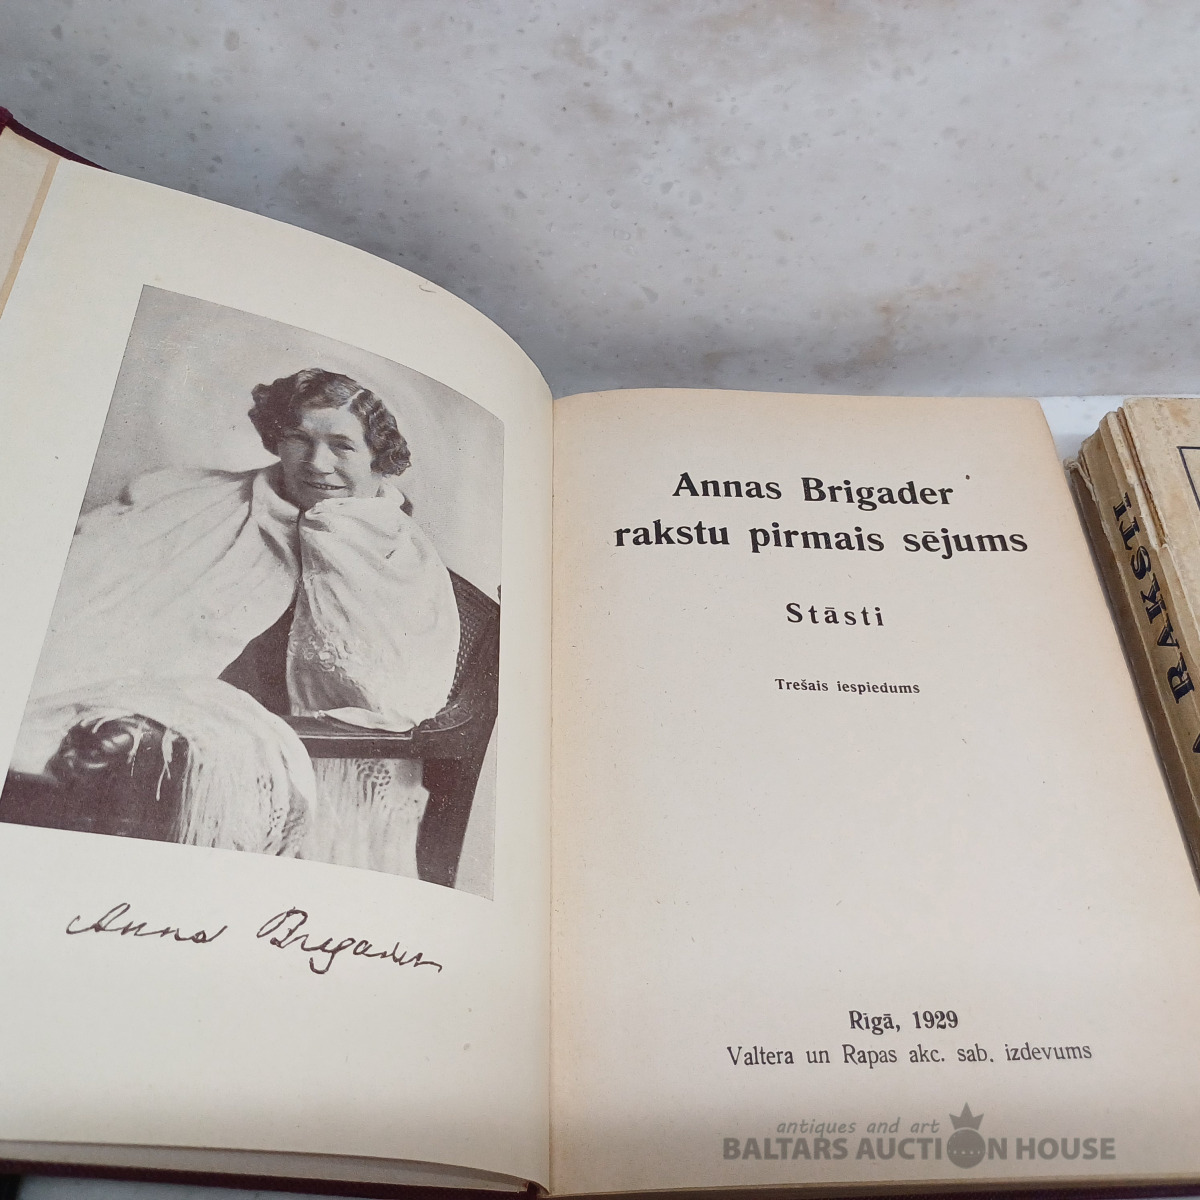 Anna Brigader
Annas Brigader
rakstu pirmais sējums
Stāsti
Trešais iespiedums
Rīgā, 1929
Valtera un Rapas akc. sab. izdevums
RAKSTI
antiques and art
BALTARS AUCTION HOUSE